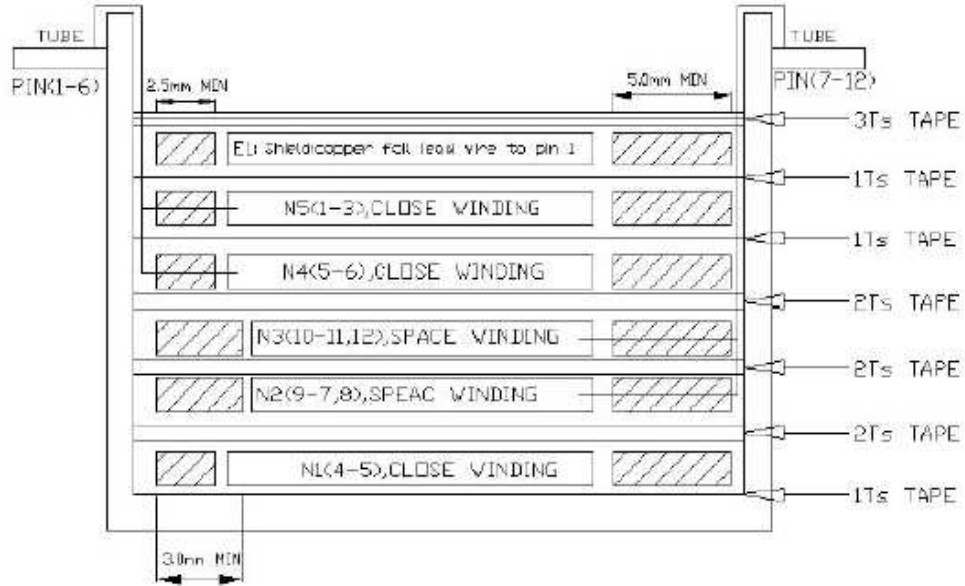 TUBE
TUBE
PIN(1-6)
PIN(7-12)
2.5mm MIN
5.0mm MIN
3Ts TAPE
E1: Shield:copper foil lead wire to pin 1
1Ts TAPE
N5(1-3),CLOSE WINDING
1Ts TAPE
N4(5-6),CLOSE WINDING
2Ts TAPE
N3(10-11,12),SPACE WINDING
2Ts TAPE
N2(9-7,8),SPEAC WINDING
2Ts TAPE
N1(4-5),CLOSE WINDING
1Ts TAPE
3.0mm MIN